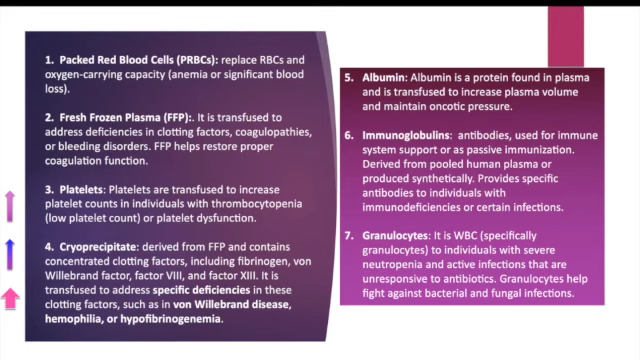 1. Packed Red Blood Cells (PRBCs): replace RBCs and
oxygen-carrying capacity (anemia or significant blood
loss).
2. Fresh Frozen Plasma (FFP):. It is transfused to
address deficiencies in clotting factors, coagulopathies,
or bleeding disorders. FFP helps restore proper
coagulation function.
3. Platelets: Platelets are transfused to increase
platelet counts in individuals with thrombocytopenia
(low platelet count) or platelet dysfunction.
4. Cryoprecipitate: derived from FFP and contains
concentrated clotting factors, including fibrinogen, von
Willebrand factor, factor VIII, and factor XIII. It is
transfused to address specific deficiencies in these
clotting factors, such as in von Willebrand disease,
hemophilia, or hypofibrinogenemia.
5. Albumin: Albumin is a protein found in plasma
and is transfused to increase plasma volume
and maintain oncotic pressure.
6. Immunoglobulins: antibodies, used for immune
system support or as passive immunization.
Derived from pooled human plasma or
produced synthetically. Provides specific
antibodies to individuals with
immunodeficiencies or certain infections.
7. Granulocytes: It is WBC (specifically
granulocytes) to individuals with severe
neutropenia and active infections that are
unresponsive to antibiotics. Granulocytes help
fight against bacterial and fungal infections.